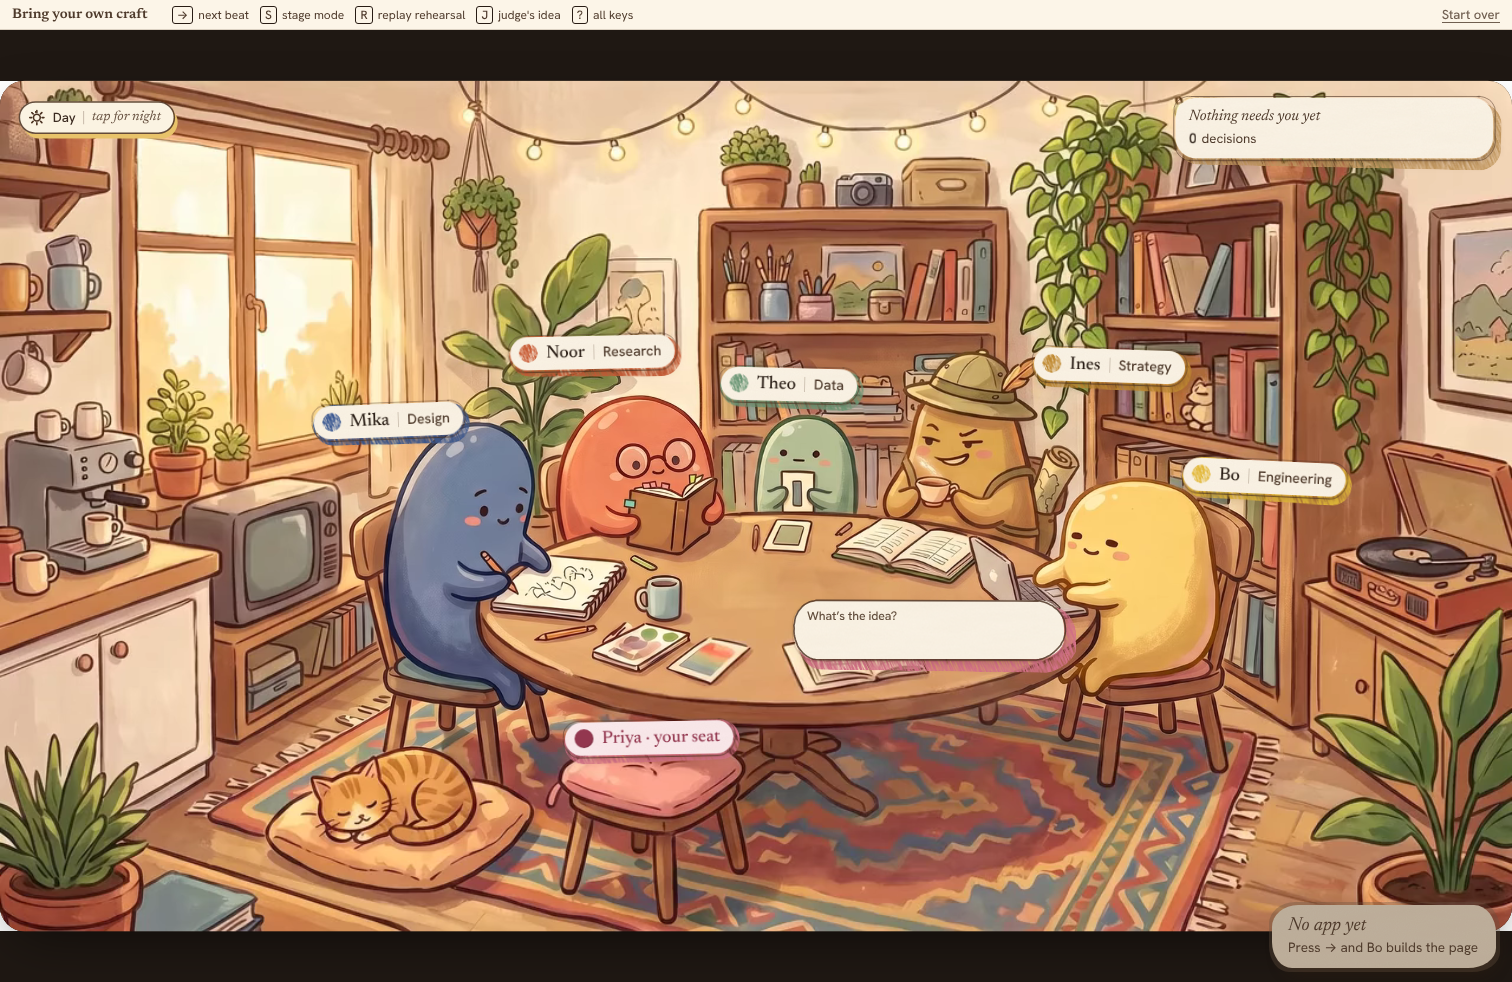 Bring your own craft
→ next beat
S stage mode
R replay rehearsal
J judge's idea
? all keys
Start over
Day
tap for night
Nothing needs you yet
0 decisions
Noor
Research
Ines
Strategy
Theo
Data
Mika
Design
Bo
Engineering
What's the idea?
Priya · your seat
No app yet
Press → and Bo builds the page